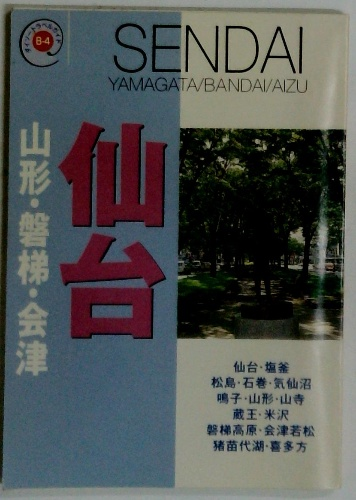 B-4
SENDAI
YAMAGATA/BANDAI/AIZU
仙台
山形・磐梯・会津
仙台・塩釜
松島・石巻・気仙沼
鳴子・山形・山寺
蔵王・米沢
磐梯高原・会津若松
猪苗代湖・喜多方